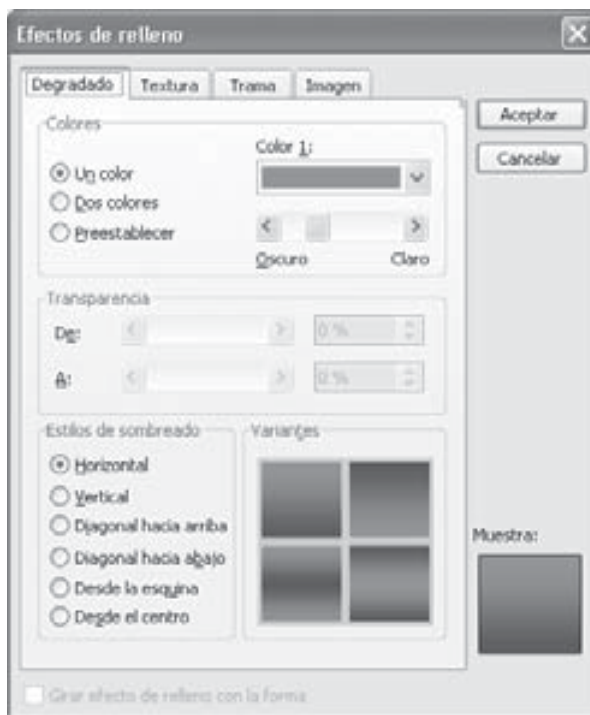 Efectos de relleno
Degradado Textura Trama Imagen
Aceptar
Cancelar
Colores
Un color
Dos colores
Preestablecer
Color 1:
Oscuro Claro
Transparencia
De: 0 %
A: 0 %
Estilos de sombreado
Horizontal
Vertical
Diagonal hacia arriba
Diagonal hacia abajo
Desde la esquina
Desde el centro
Variantes
Muestra:
Girar efecto de relleno con la forma